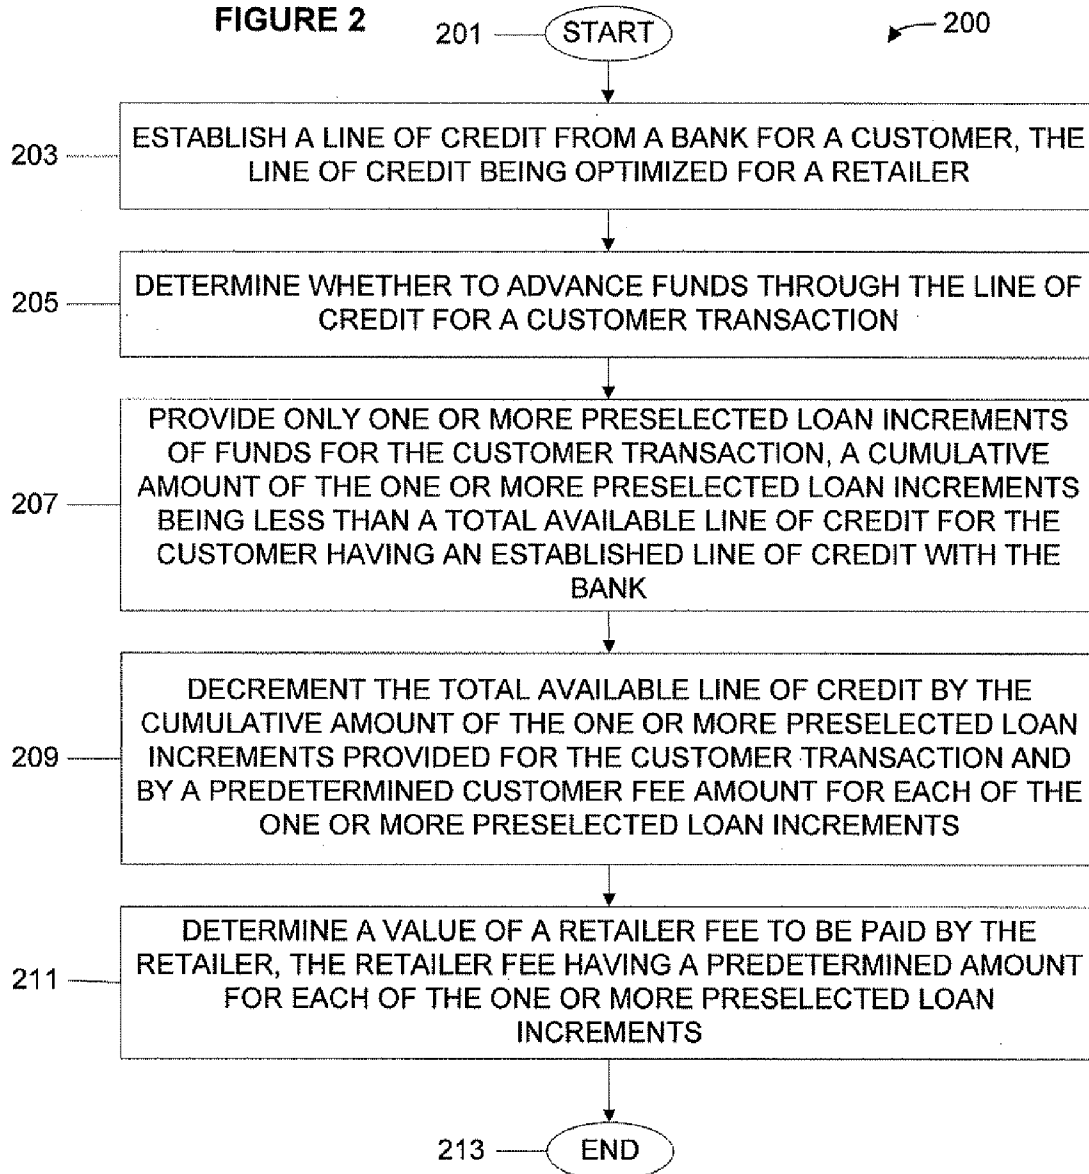 FIGURE 2
201
START
200
203
ESTABLISH A LINE OF CREDIT FROM A BANK FOR A CUSTOMER, THE
LINE OF CREDIT BEING OPTIMIZED FOR A RETAILER
205
DETERMINE WHETHER TO ADVANCE FUNDS THROUGH THE LINE OF
CREDIT FOR A CUSTOMER TRANSACTION
207
PROVIDE ONLY ONE OR MORE PRESELECTED LOAN INCREMENTS
OF FUNDS FOR THE CUSTOMER TRANSACTION, A CUMULATIVE
AMOUNT OF THE ONE OR MORE PRESELECTED LOAN INCREMENTS
BEING LESS THAN A TOTAL AVAILABLE LINE OF CREDIT FOR THE
CUSTOMER HAVING AN ESTABLISHED LINE OF CREDIT WITH THE
BANK
209
DECREMENT THE TOTAL AVAILABLE LINE OF CREDIT BY THE
CUMULATIVE AMOUNT OF THE ONE OR MORE PRESELECTED LOAN
INCREMENTS PROVIDED FOR THE CUSTOMER TRANSACTION AND
BY A PREDETERMINED CUSTOMER FEE AMOUNT FOR EACH OF THE
ONE OR MORE PRESELECTED LOAN INCREMENTS
211
DETERMINE A VALUE OF A RETAILER FEE TO BE PAID BY THE
RETAILER, THE RETAILER FEE HAVING A PREDETERMINED AMOUNT
FOR EACH OF THE ONE OR MORE PRESELECTED LOAN
INCREMENTS
213
END